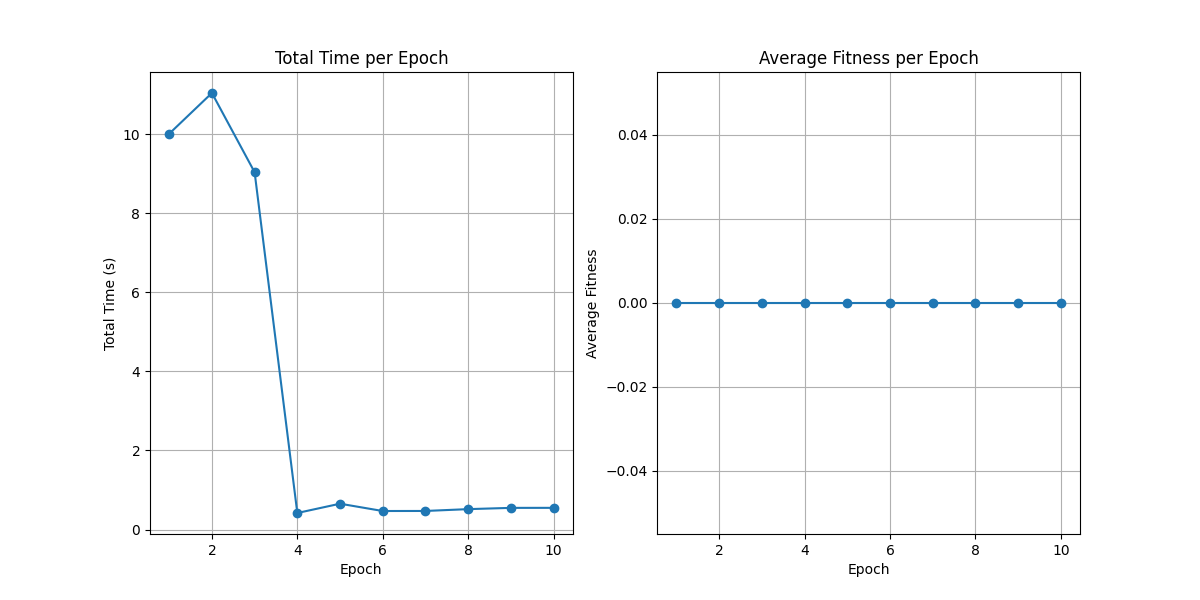 Total Time per Epoch
Total Time (s)
10
8
6
4
2
0
2 4 6 8 10
Epoch
Average Fitness per Epoch
Average Fitness
0.04
0.02
0.00
−0.02
−0.04
2 4 6 8 10
Epoch